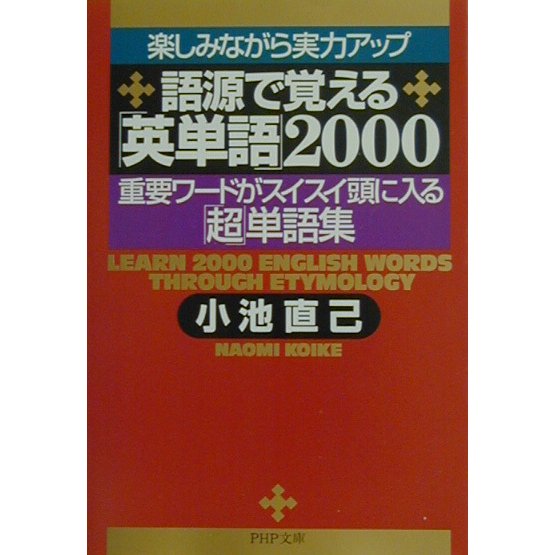 楽しみながら実力アップ
語源で覚える
「英単語」2000
重要ワードがスイスイ頭に入る
「超」単語集
LEARN 2000 ENGLISH WORDS
THROUGH ETYMOLOGY
小池直己
NAOMI KOIKE
PHP文庫